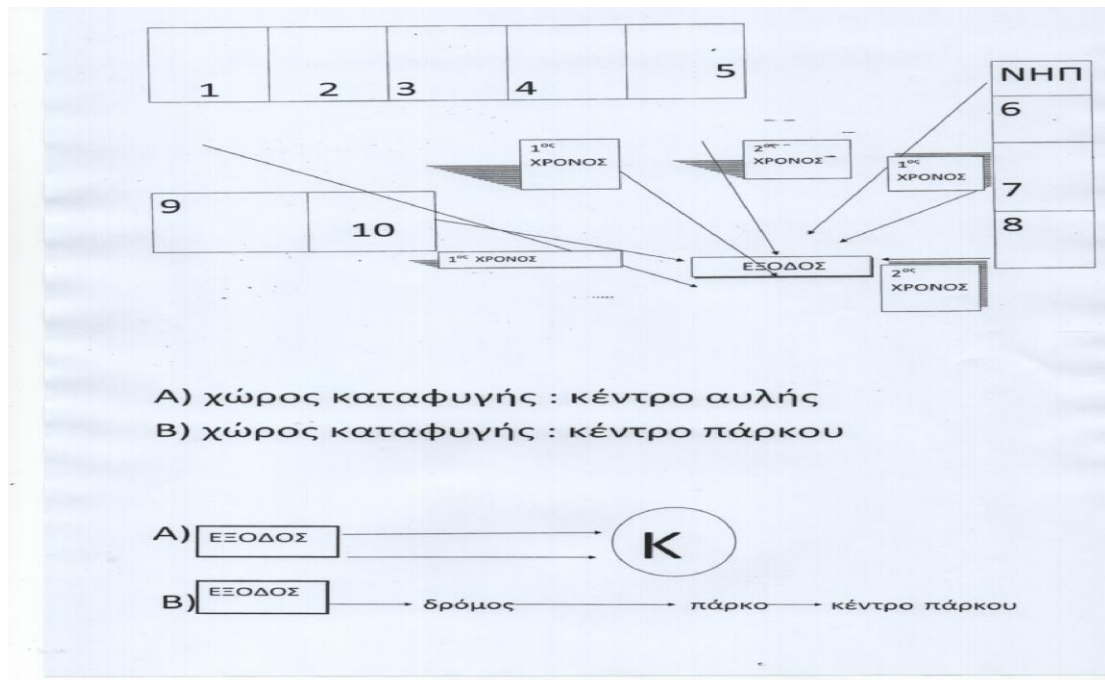 1 2 3 4 5
ΝΗΠ
6
7
8
1ος ΧΡΟΝΟΣ
2ος ΧΡΟΝΟΣ
1ος ΧΡΟΝΟΣ
9 10
1ος ΧΡΟΝΟΣ
ΕΞΟΔΟΣ
2ος ΧΡΟΝΟΣ
Α) χώρος καταφυγής : κέντρο αυλής
Β) χώρος καταφυγής : κέντρο πάρκου
Α) ΕΞΟΔΟΣ Κ
Β) ΕΞΟΔΟΣ δρόμος πάρκο κέντρο πάρκου